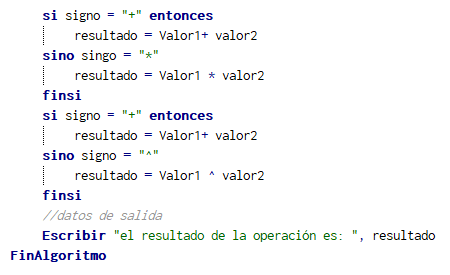 si signo = "+" entonces
resultado = Valor1+ valor2
sino singo = "*"
resultado = Valor1 * valor2
finsi
si signo = "+" entonces
resultado = Valor1+ valor2
sino signo = "^"
resultado = Valor1 ^ valor2
finsi
//datos de salida
Escribir "el resultado de la operación es: ", resultado
FinAlgoritmo